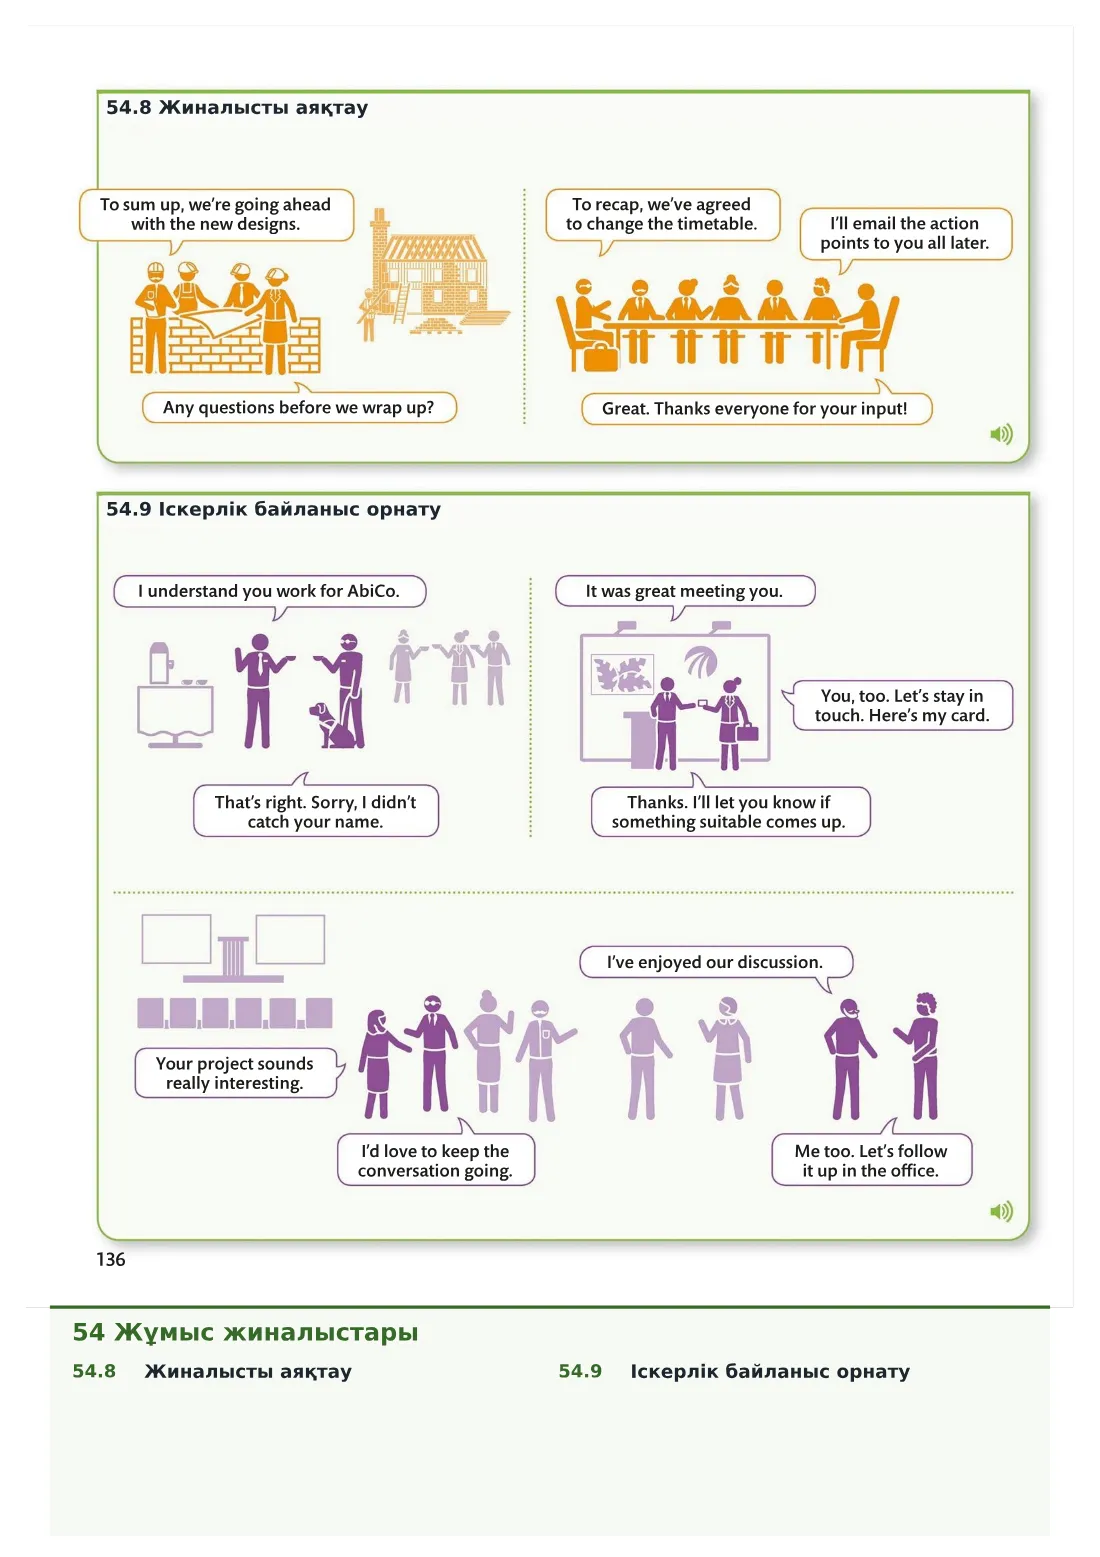 54.8 Жиналысты аяқтау
To sum up, we’re going ahead
with the new designs.
Any questions before we wrap up?
To recap, we’ve agreed
to change the timetable.
I’ll email the action
points to you all later.
Great. Thanks everyone for your input!
54.9 Іскерлік байланыс орнату
I understand you work for AbiCo.
That’s right. Sorry, I didn’t
catch your name.
It was great meeting you.
You, too. Let’s stay in
touch. Here’s my card.
Thanks. I’ll let you know if
something suitable comes up.
Your project sounds
really interesting.
I’d love to keep the
conversation going.
I’ve enjoyed our discussion.
Me too. Let’s follow
it up in the office.
136
54 Жұмыс жиналыстары
54.8 Жиналысты аяқтау
54.9 Іскерлік байланыс орнату